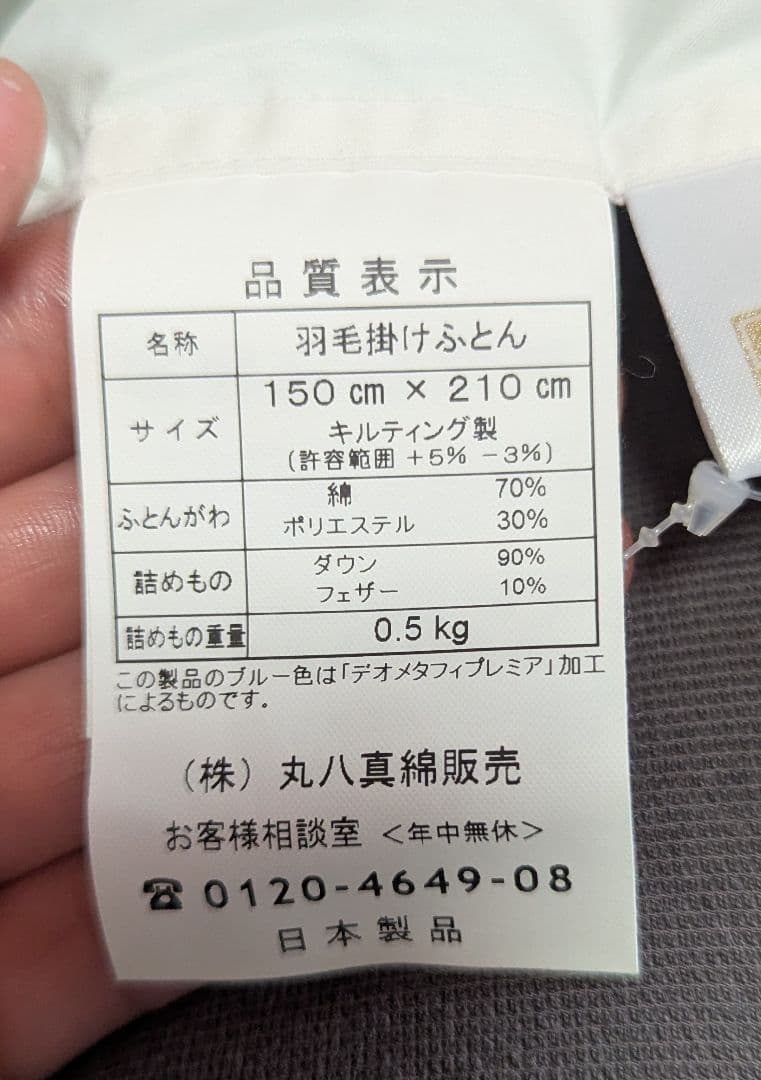 品質表示
名称 羽毛掛けふとん
サイズ 150㎝ × 210㎝
キルティング製
(許容範囲 +5% -3%)
ふとんがわ 綿 70%
ポリエステル 30%
詰めもの ダウン 90%
フェザー 10%
詰めもの重量 0.5kg
この製品のブルー色は「デオメタフィプレミア」加工
によるものです。
(株)丸八真綿販売
お客様相談室 <年中無休>
☎ 0120-4649-08
日本製品